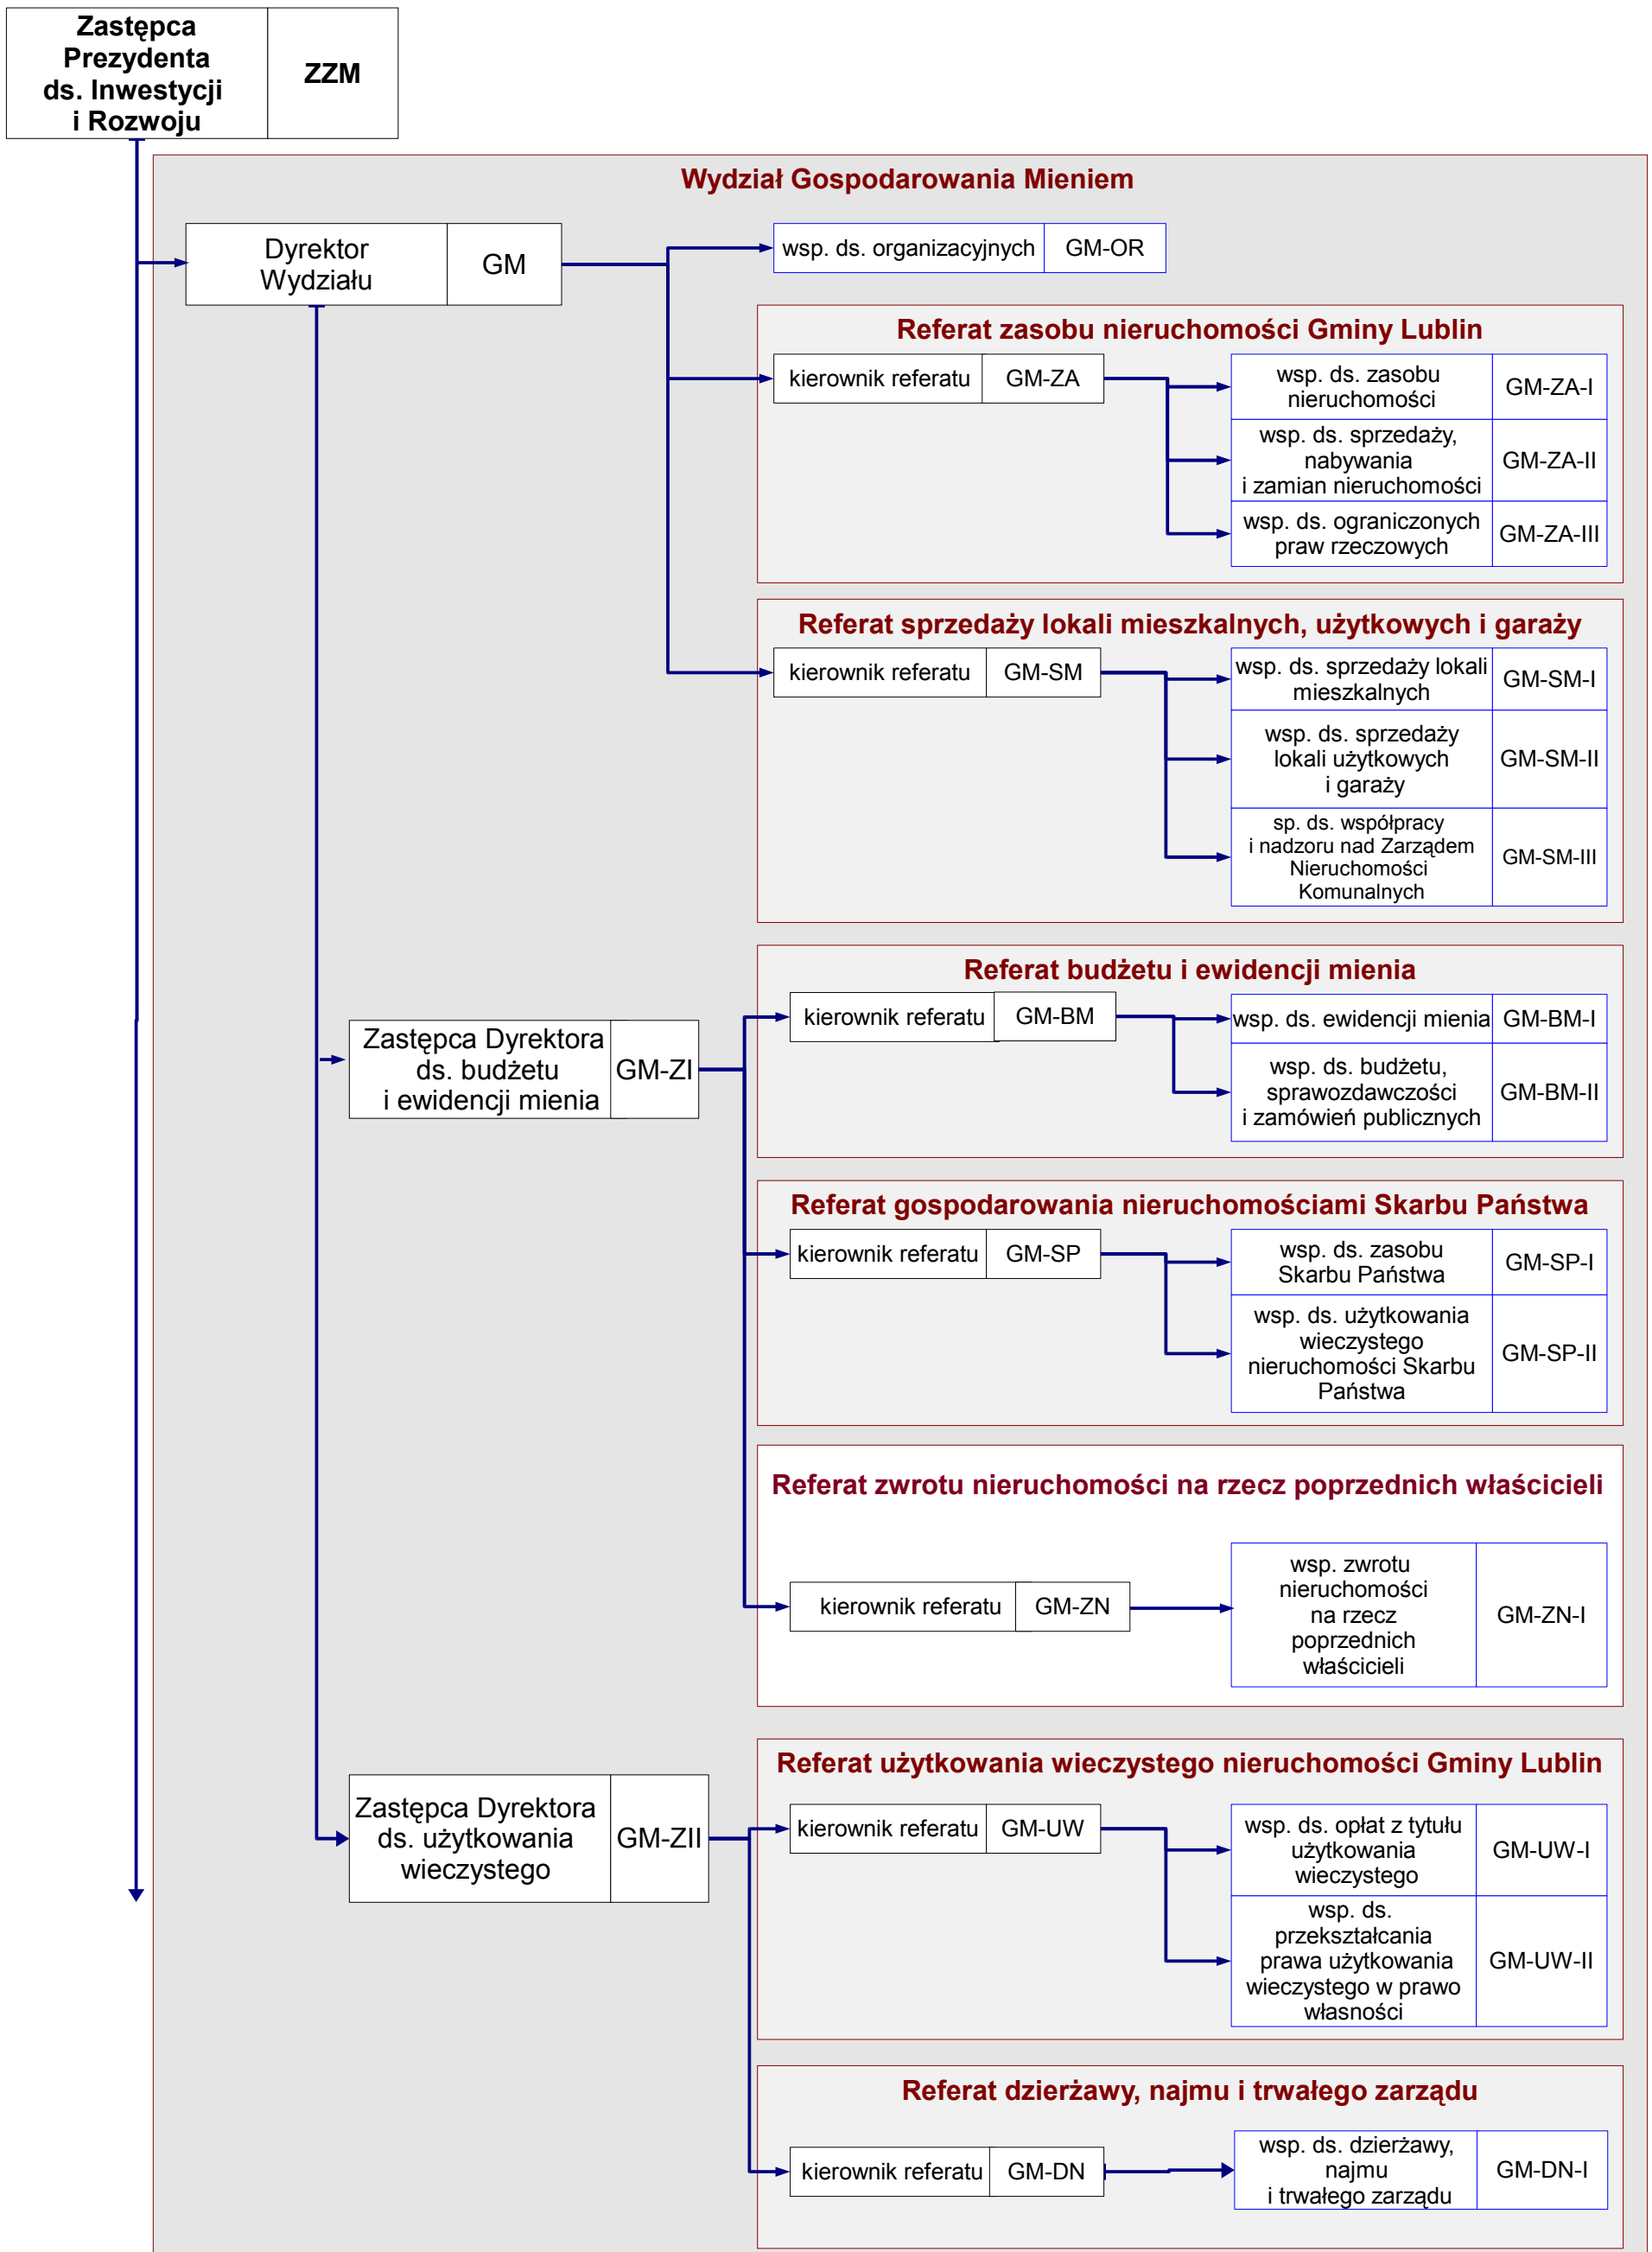 Zastępca
Prezydenta
ds. Inwestycji
i Rozwoju
ZZM
Wydział Gospodarowania Mieniem
Dyrektor
Wydziału
GM
wsp. ds. organizacyjnych
GM-OR
Referat zasobu nieruchomości Gminy Lublin
kierownik referatu
GM-ZA
wsp. ds. zasobu
nieruchomości
GM-ZA-I
wsp. ds. sprzedaży,
nabywania
i zamian nieruchomości
GM-ZA-II
wsp. ds. ograniczonych
praw rzeczowych
GM-ZA-III
Referat sprzedaży lokali mieszkalnych, użytkowych i garaży
kierownik referatu
GM-SM
wsp. ds. sprzedaży lokali
mieszkalnych
GM-SM-I
wsp. ds. sprzedaży
lokali użytkowych
i garaży
GM-SM-II
sp. ds. współpracy
i nadzoru nad Zarządem
Nieruchomości
Komunalnych
GM-SM-III
Zastępca Dyrektora
ds. budżetu
i ewidencji mienia
GM-ZI
Referat budżetu i ewidencji mienia
kierownik referatu
GM-BM
wsp. ds. ewidencji mienia
GM-BM-I
wsp. ds. budżetu,
sprawozdawczości
i zamówień publicznych
GM-BM-II
Referat gospodarowania nieruchomościami Skarbu Państwa
kierownik referatu
GM-SP
wsp. ds. zasobu
Skarbu Państwa
GM-SP-I
wsp. ds. użytkowania
wieczystego
nieruchomości Skarbu
Państwa
GM-SP-II
Referat zwrotu nieruchomości na rzecz poprzednich właścicieli
kierownik referatu
GM-ZN
wsp. zwrotu
nieruchomości
na rzecz
poprzednich
właścicieli
GM-ZN-I
Zastępca Dyrektora
ds. użytkowania
wieczystego
GM-ZII
Referat użytkowania wieczystego nieruchomości Gminy Lublin
kierownik referatu
GM-UW
wsp. ds. opłat z tytułu
użytkowania
wieczystego
GM-UW-I
wsp. ds.
przekształcania
prawa użytkowania
wieczystego w prawo
własności
GM-UW-II
Referat dzierżawy, najmu i trwałego zarządu
kierownik referatu
GM-DN
wsp. ds. dzierżawy,
najmu
i trwałego zarządu
GM-DN-I